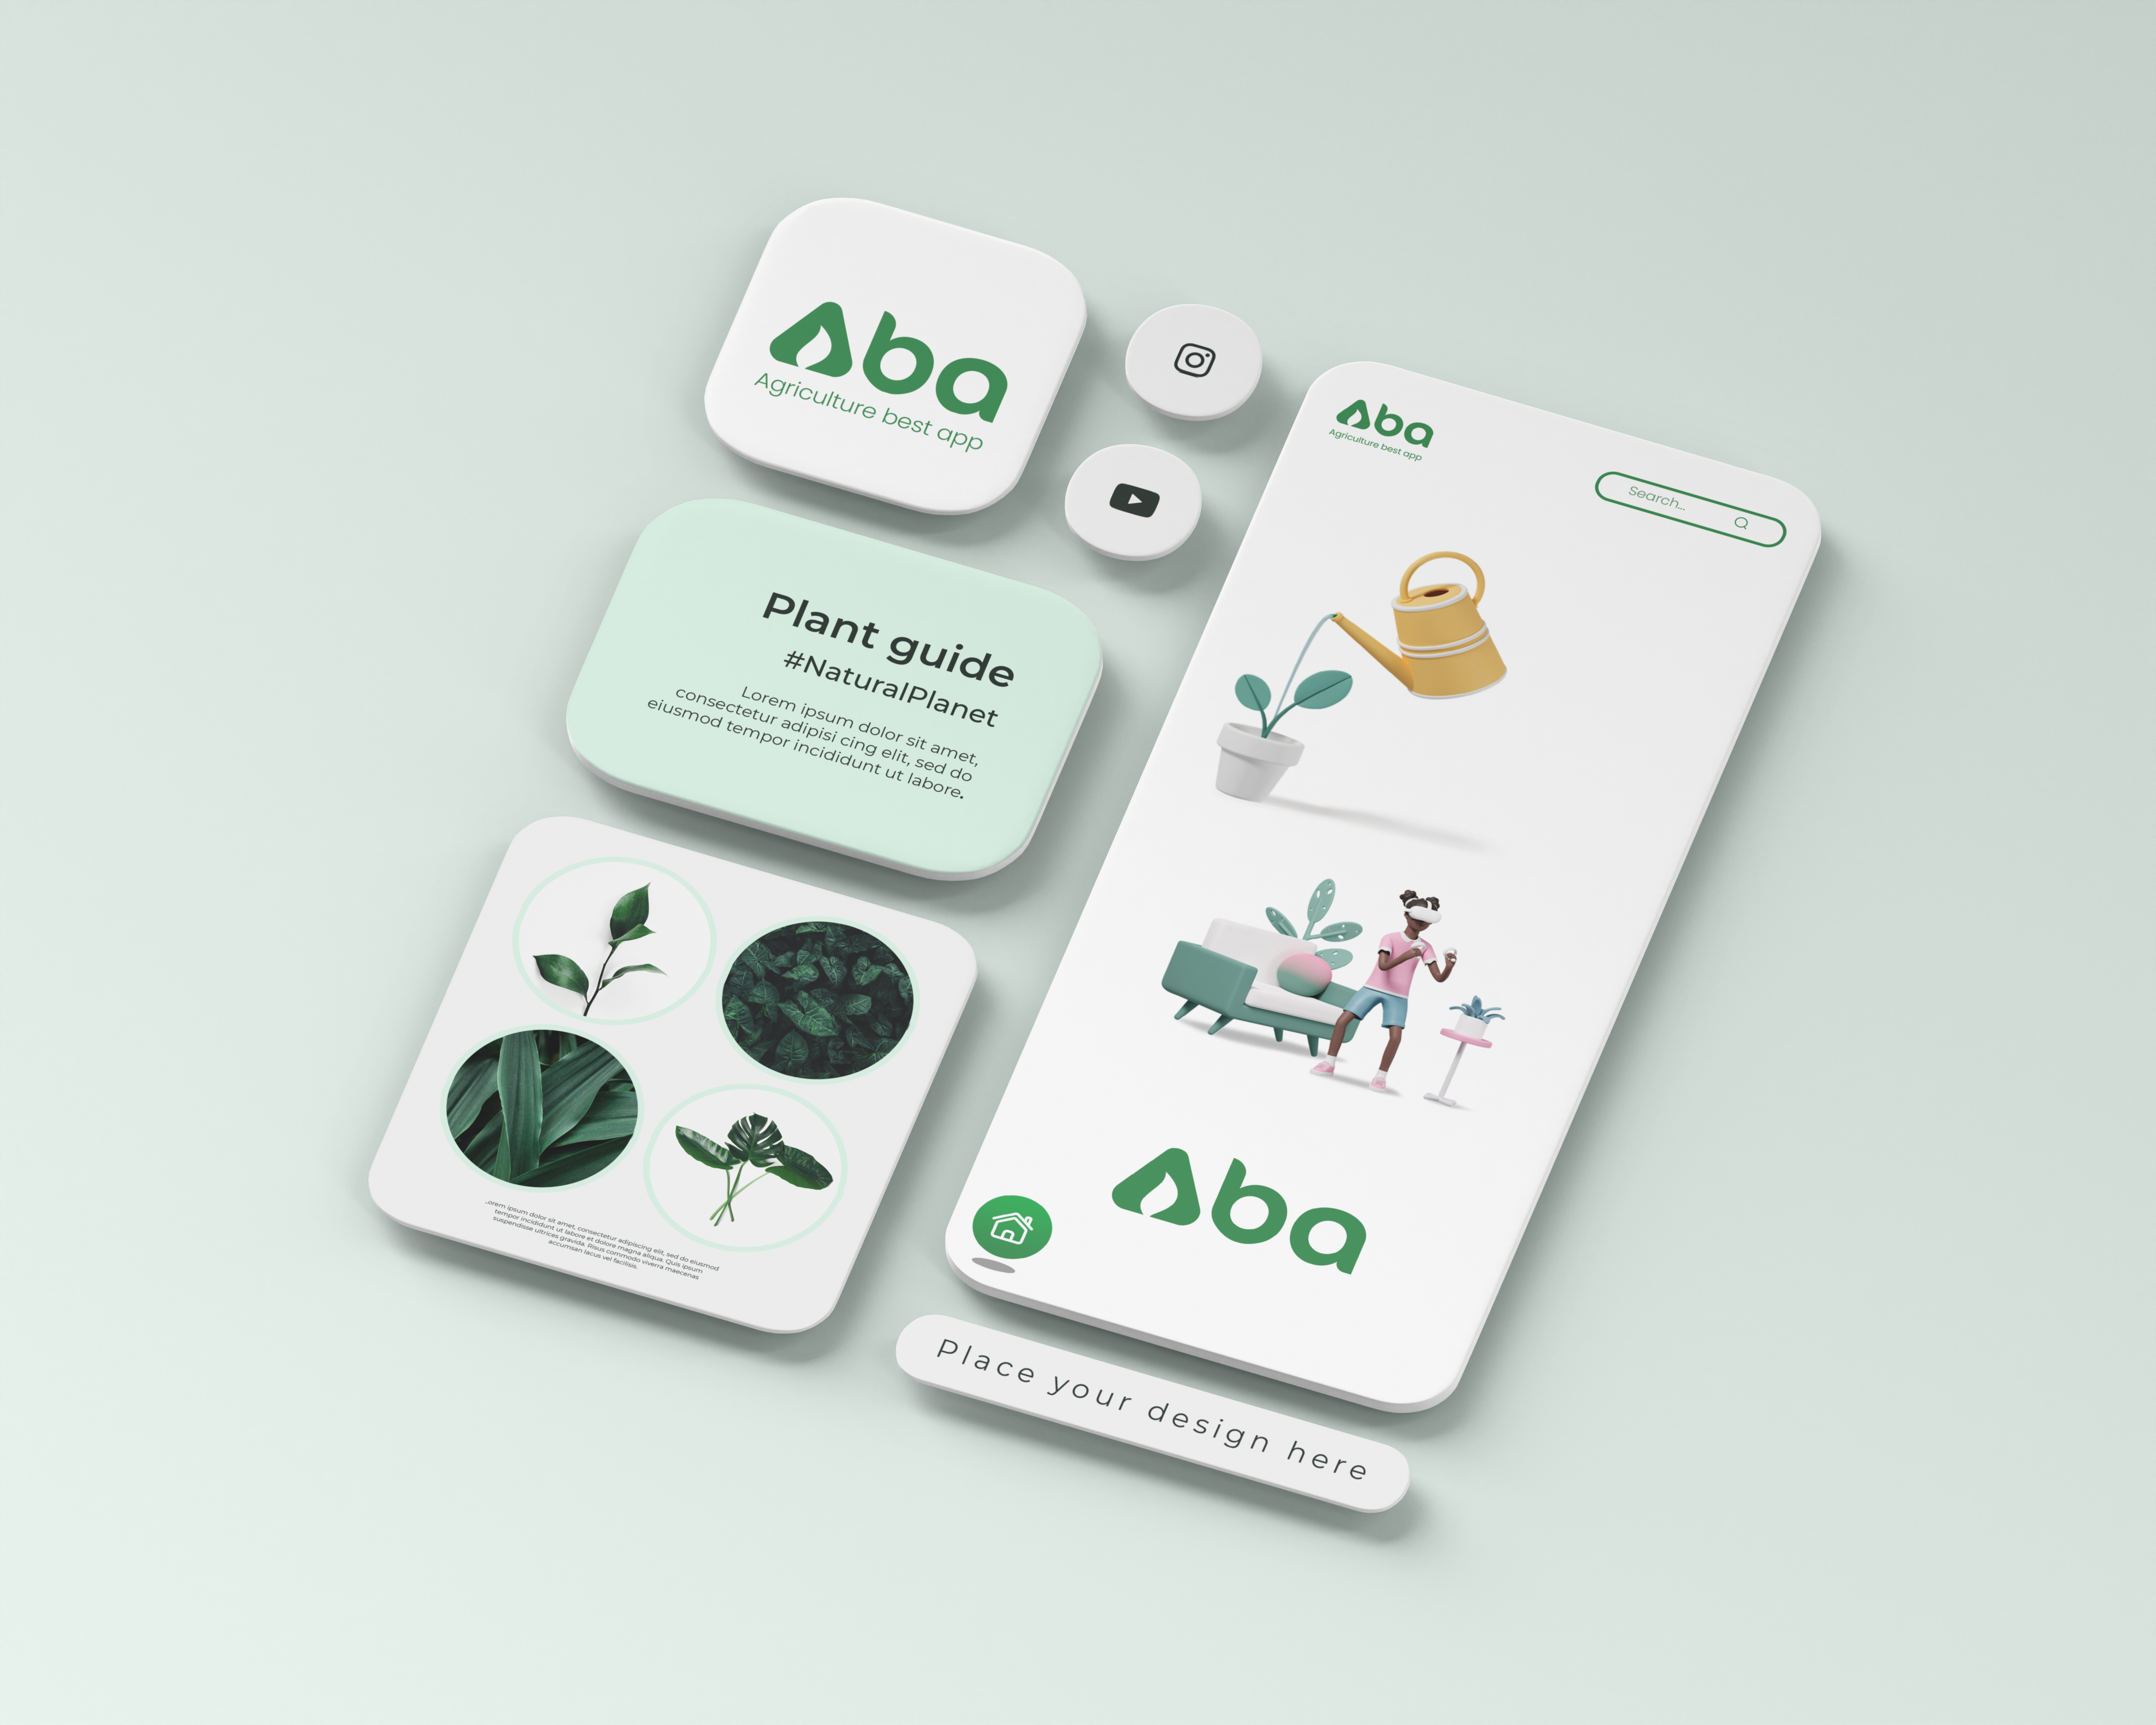 Aba
Agriculture best app
Plant guide
#NaturalPlanet
Lorem ipsum dolor sit amet,
consectetur adipisi cing elit, sed do
eiusmod tempor incididunt ut labore.
orem ipsum dolor sit amet, consectetur adipiscing elit, sed do eiusmod
tempor incididunt ut labore et dolore magna aliqua. Quis ipsum
suspendisse ultrices gravida. Risus commodo viverra maecenas
accumsan lacus vel facilisis.
Aba
Agriculture best app
Search...
Aba
Place your design here